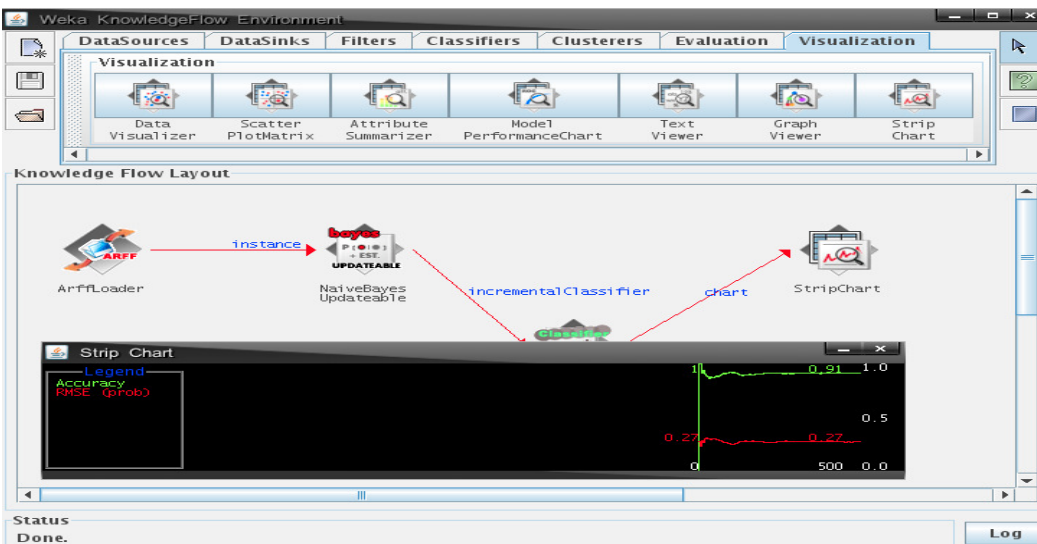 Weka KnowledgeFlow Environment
DataSources DataSinks Filters Classifiers Clusterers Evaluation Visualization
Visualization
Data Visualizer
Scatter PlotMatrix
Attribute Summarizer
Model PerformanceChart
Text Viewer
Graph Viewer
Strip Chart
Knowledge Flow Layout
ARFF
ArffLoader
instance
bayes
P[●|●]
+ EST.
UPDATEABLE
NaiveBayes
Updateable
incrementalClassifier
Classifier
chart
StripChart
Strip Chart
Legend
Accuracy
RMSE (prob)
1 0.91 1.0
0.5
0.27 0.27
0 500 0.0
Status
Done.
Log